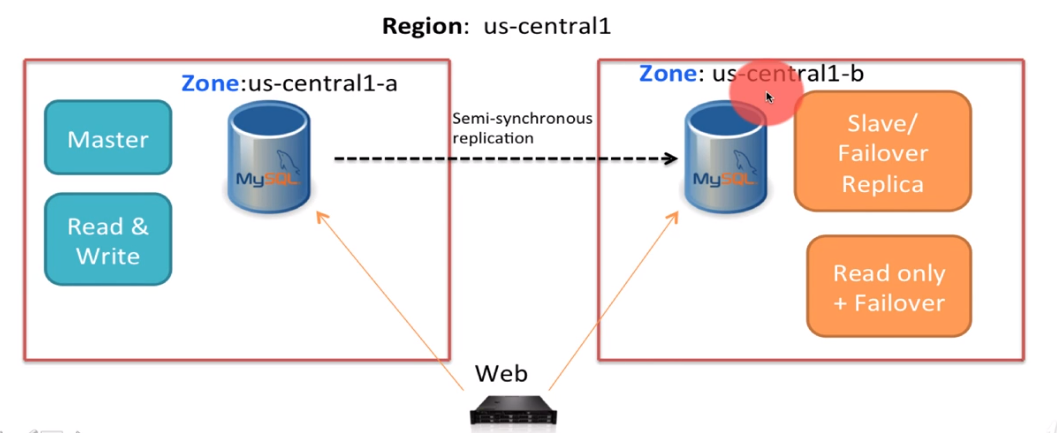 Region: us-central1
Zone:us-central1-a
Zone: us-central1-b
Master
Read &
Write
MySQL
Semi-synchronous
replication
MySQL
Slave/
Failover
Replica
Read only
+ Failover
Web